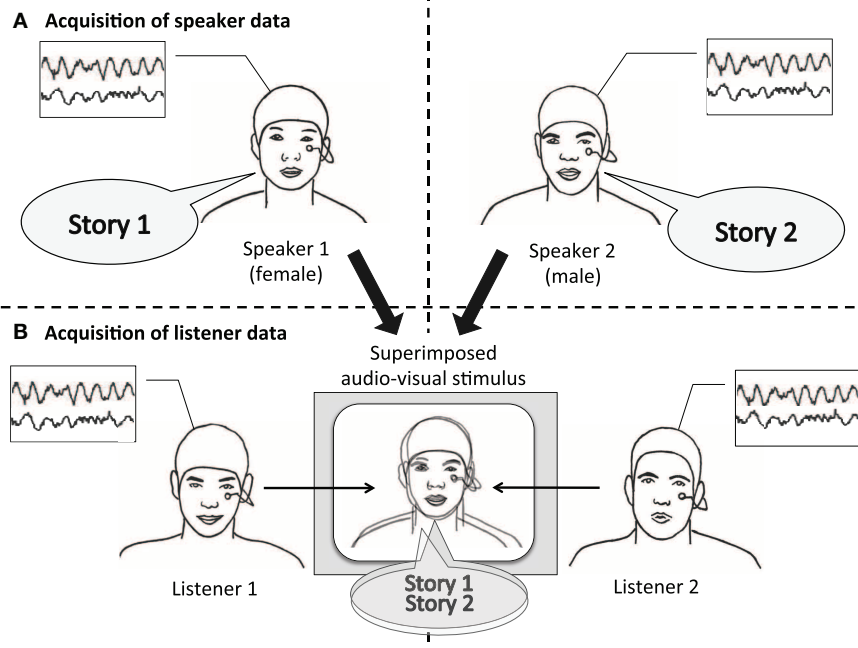 A Acquisition of speaker data
Story 1
Story 2
Speaker 1
(female)
Speaker 2
(male)
B Acquisition of listener data
Superimposed
audio-visual stimulus
Listener 1
Story 1
Story 2
Listener 2